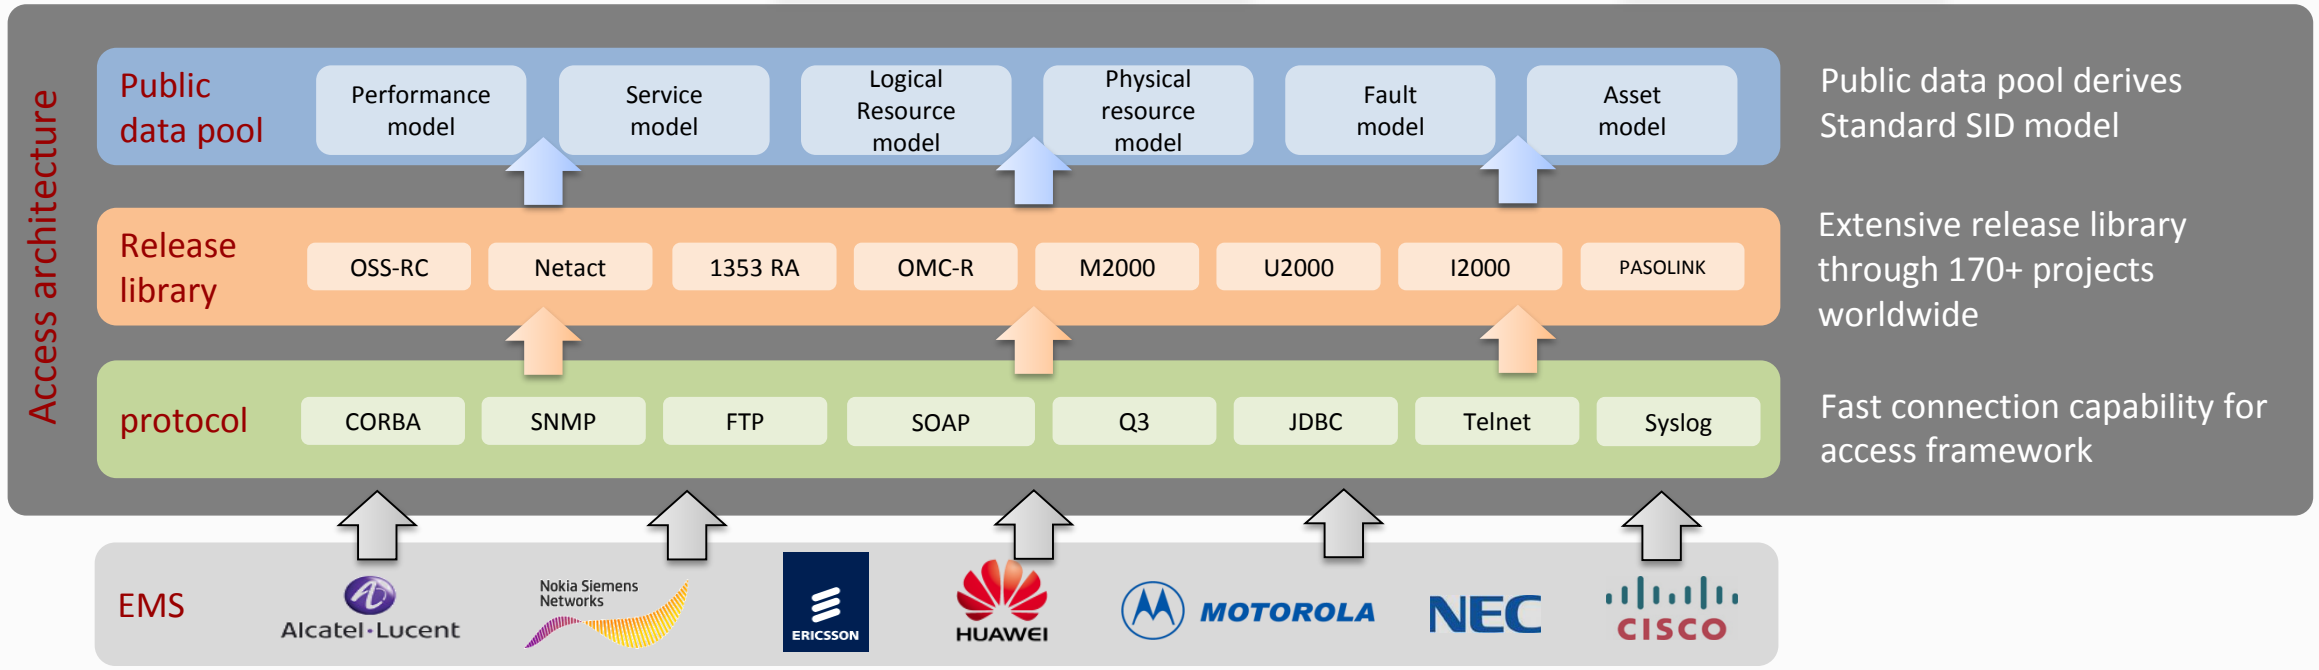 Access architecture
Public
data pool
Performance
model
Service
model
Logical
Resource
model
Physical
resource
model
Fault
model
Asset
model
Public data pool derives
Standard SID model
Release
library
OSS-RC
Netact
1353 RA
OMC-R
M2000
U2000
I2000
PASOLINK
Extensive release library
through 170+ projects
worldwide
protocol
CORBA
SNMP
FTP
SOAP
Q3
JDBC
Telnet
Syslog
Fast connection capability for
access framework
EMS
Alcatel·Lucent
Nokia Siemens
Networks
ERICSSON
HUAWEI
MOTOROLA
NEC
CISCO